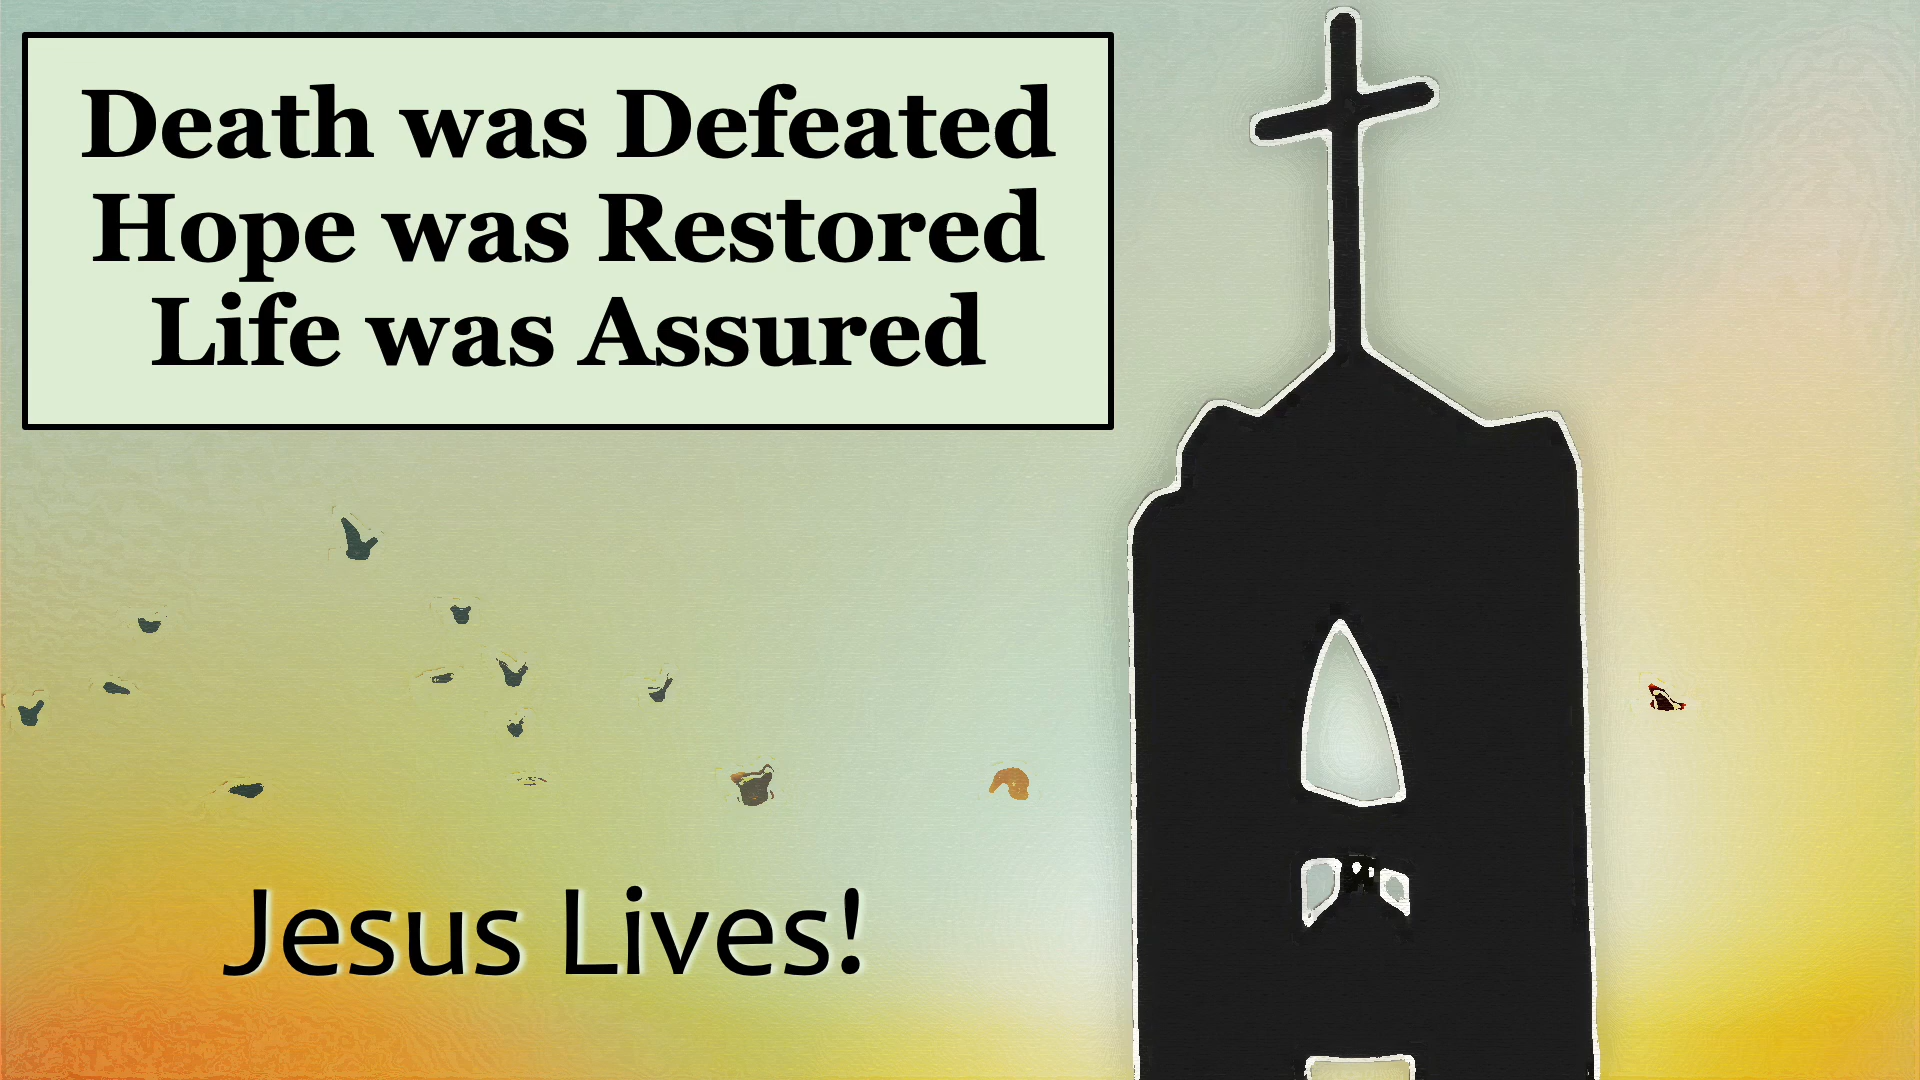 Death was Defeated
Hope was Restored
Life was Assured
Jesus Lives!